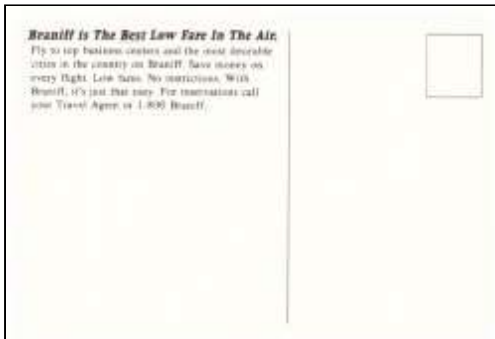 Braniff is The Best Low Fare In The Air.
Fly to top business centers and the most desirable
cities in the country on Braniff. Save money on
every flight. Low fares. No restrictions. With
Braniff, it's just that easy. For reservations call
your Travel Agent or 1-800 Braniff.